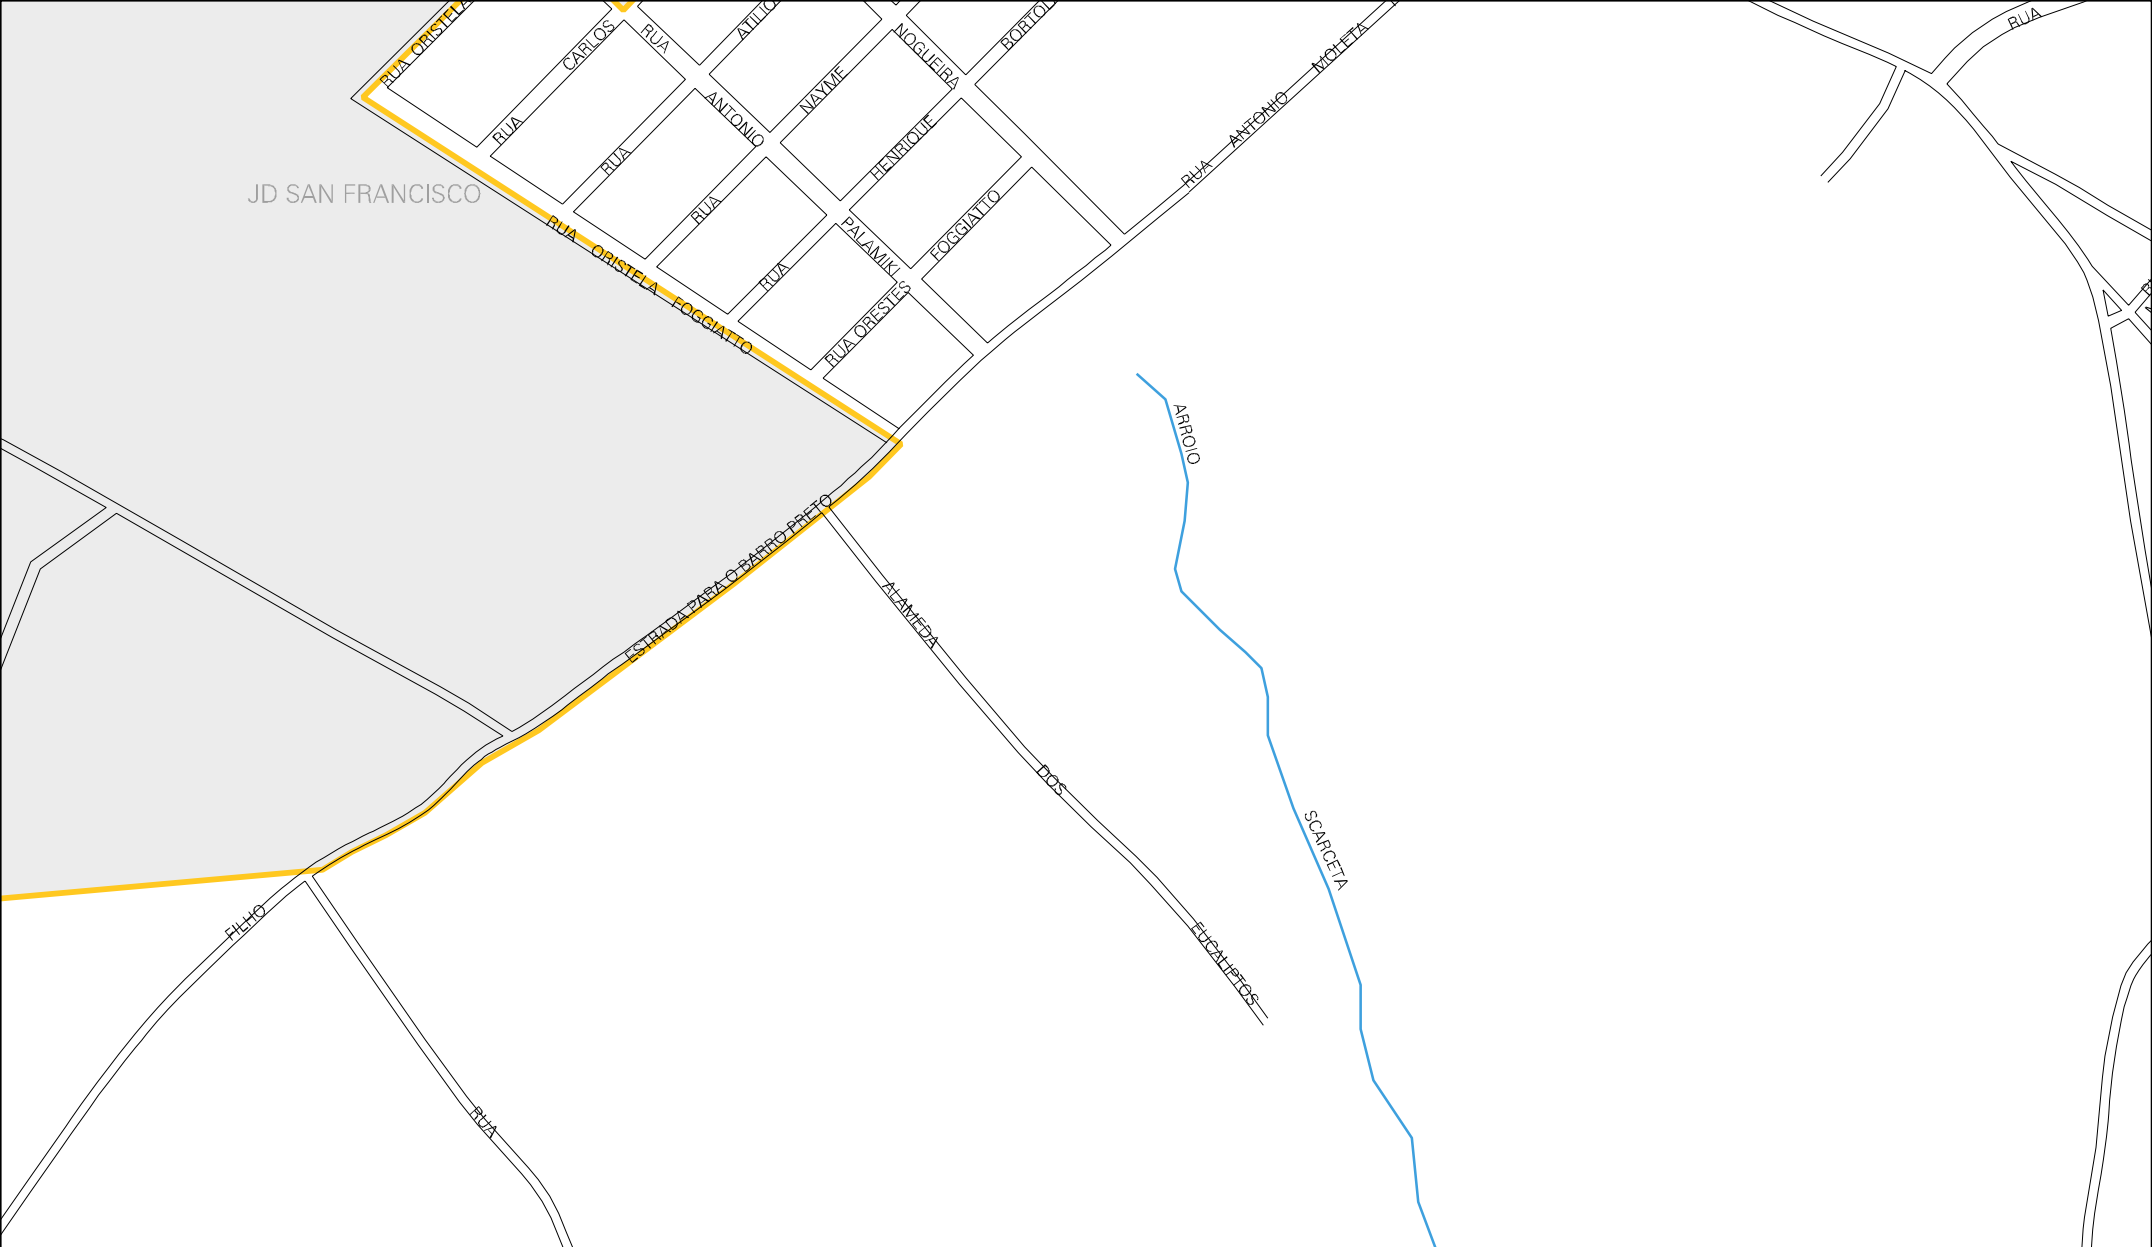 RUA ORISTELA
CARLOS
RUA
ATILIO
NOGUEIRA
BORTOL
MOLETA
RUA
NAYME
ANTONIO
RUA
HENRIQUE
ANTONIO
RUA
RUA
JD SAN FRANCISCO
RUA
FOGGIATTO
PALAMIKI
RUA ORISTELA FOGGIATTO
RUA
RUA ORESTES
ARROIO
ESTRADA PARA O BARRO PRETO
ALAMEDA
DOS
SCARCETA
EUCALIPTOS
FILHO
RUA